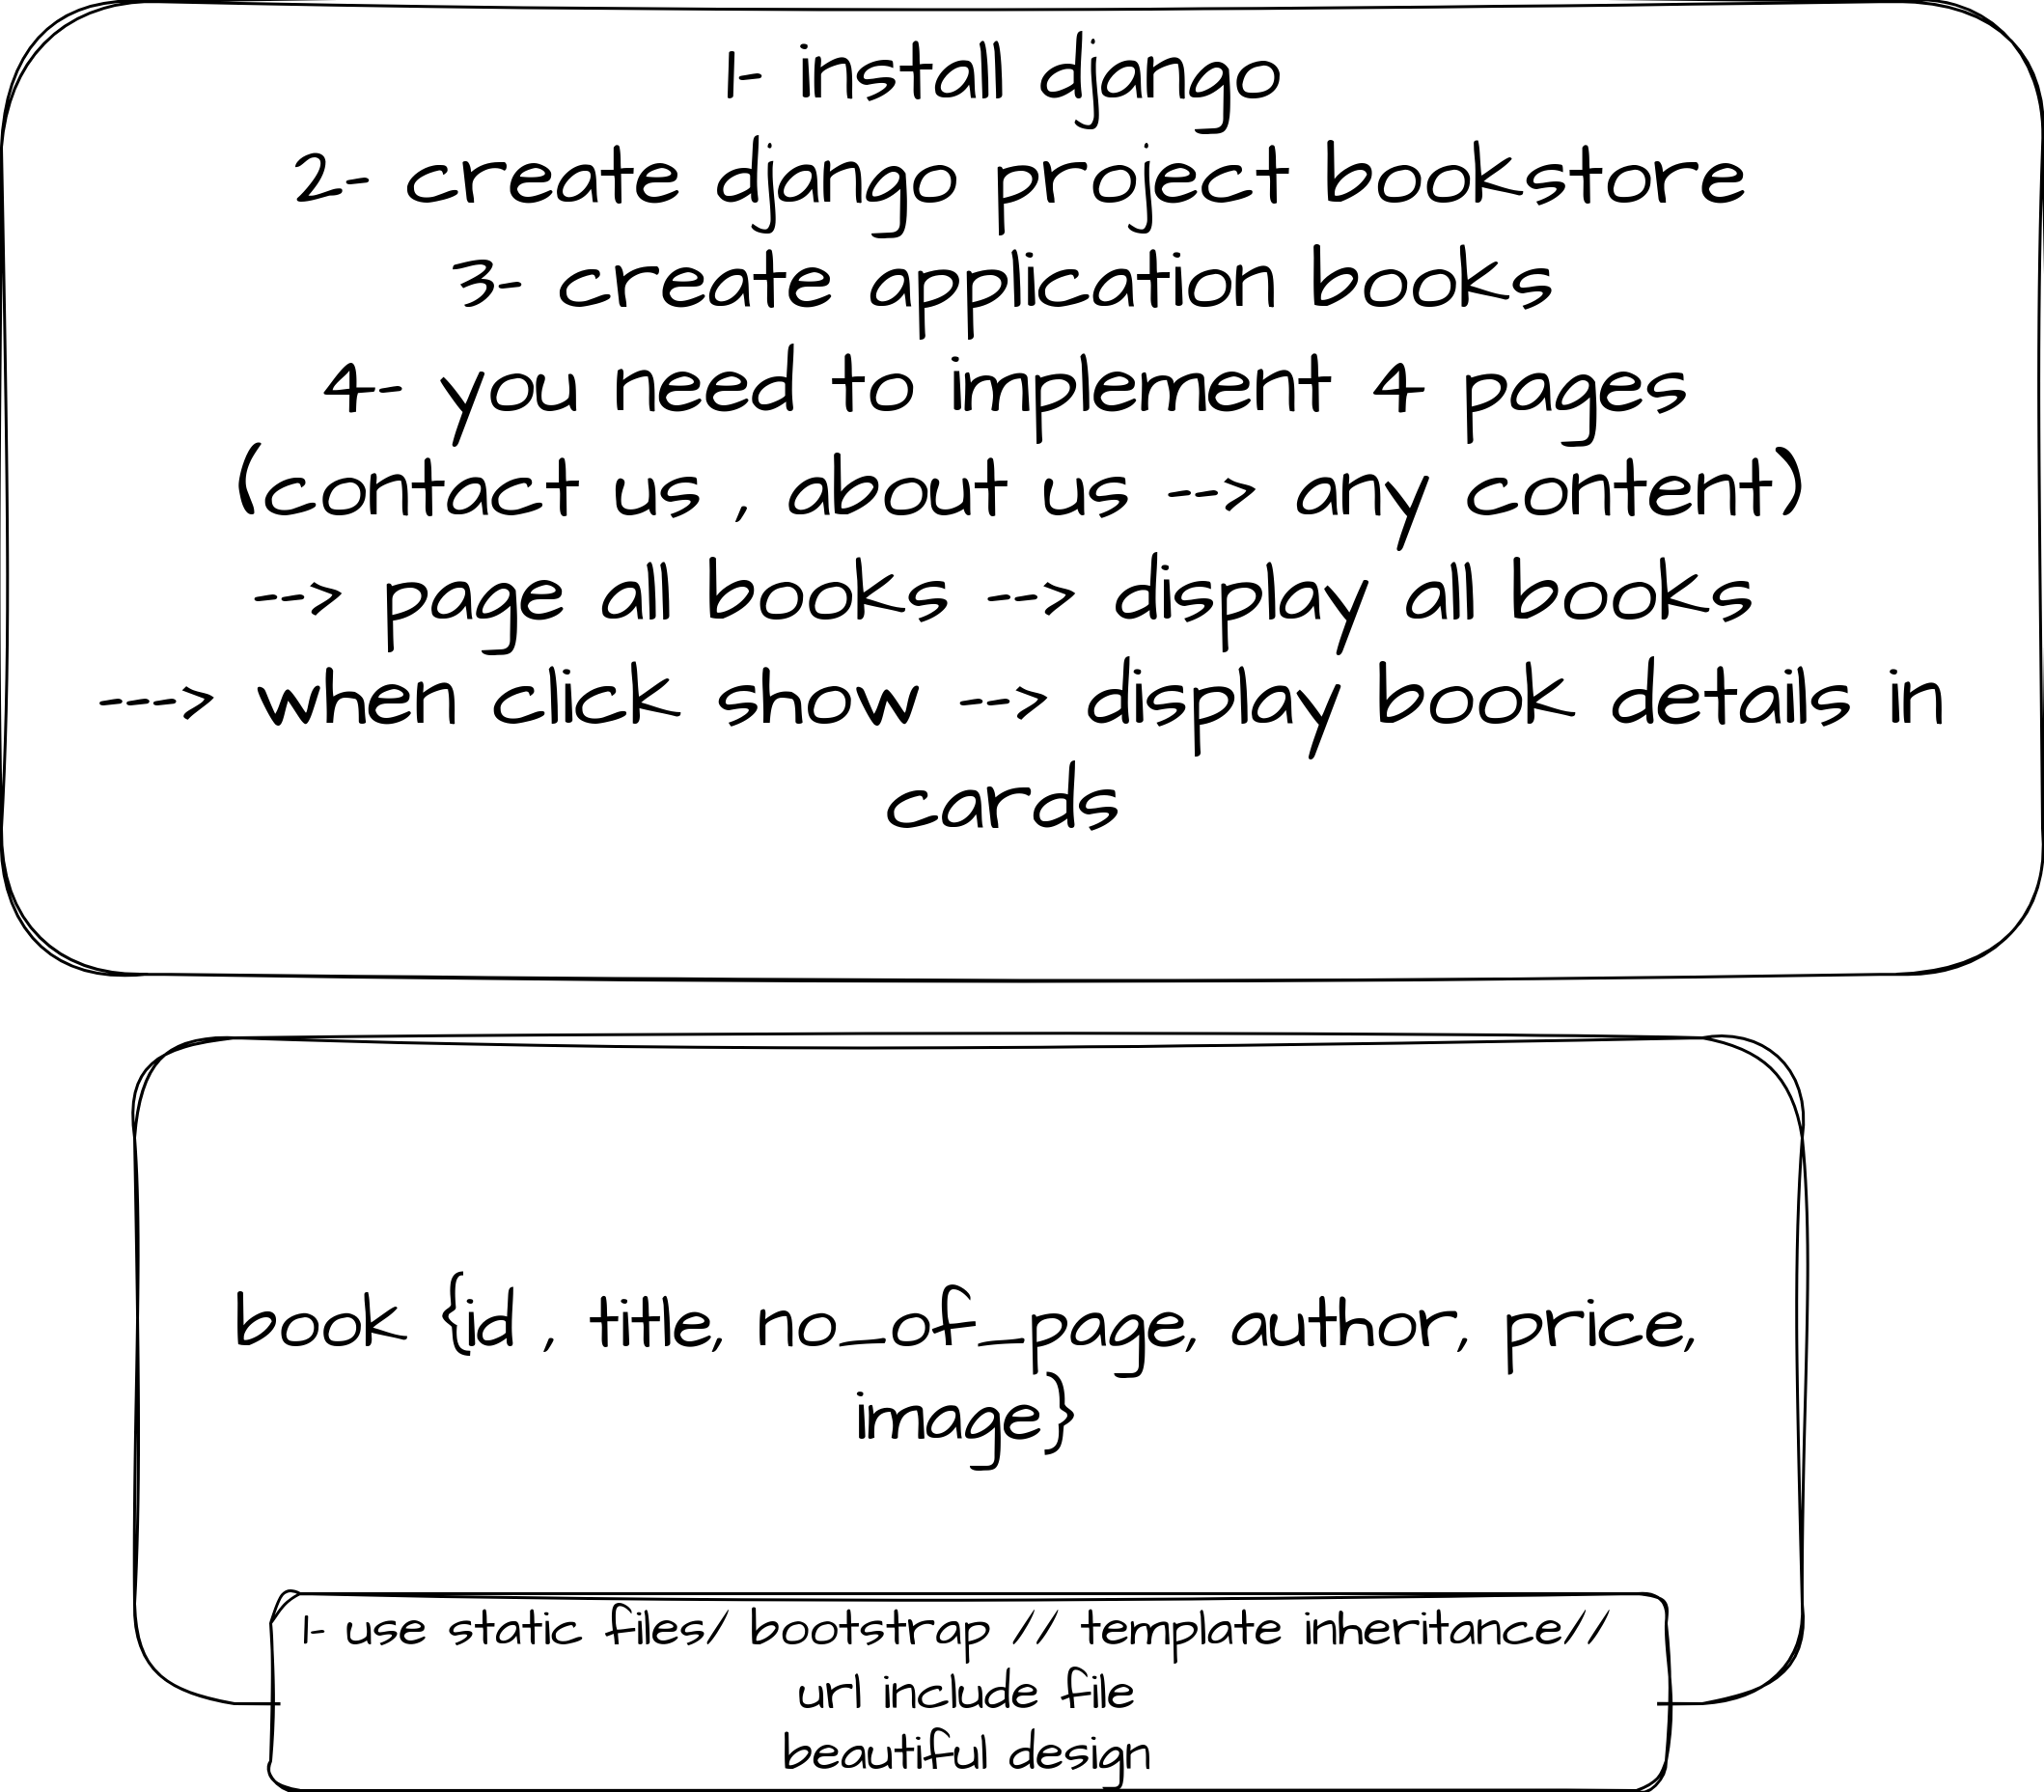 1- install django
2- create django project bookstore
3- create application books
4- you need to implement 4 pages
(contact us, about us --> any content)
--> page all books --> display all books
---> when click show --> display book details in
cards
book {id , title, no_of_page, author, price,
image}
1- use static files/ bootstrap // template inheritance//
url include file
beautiful design